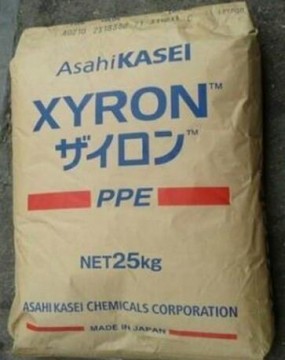 AsahiKASEI
XYRON™
ザイロン™
PPE
NET25kg
ASAHI KASEI CHEMICALS CORPORATION
MADE IN JAPAN